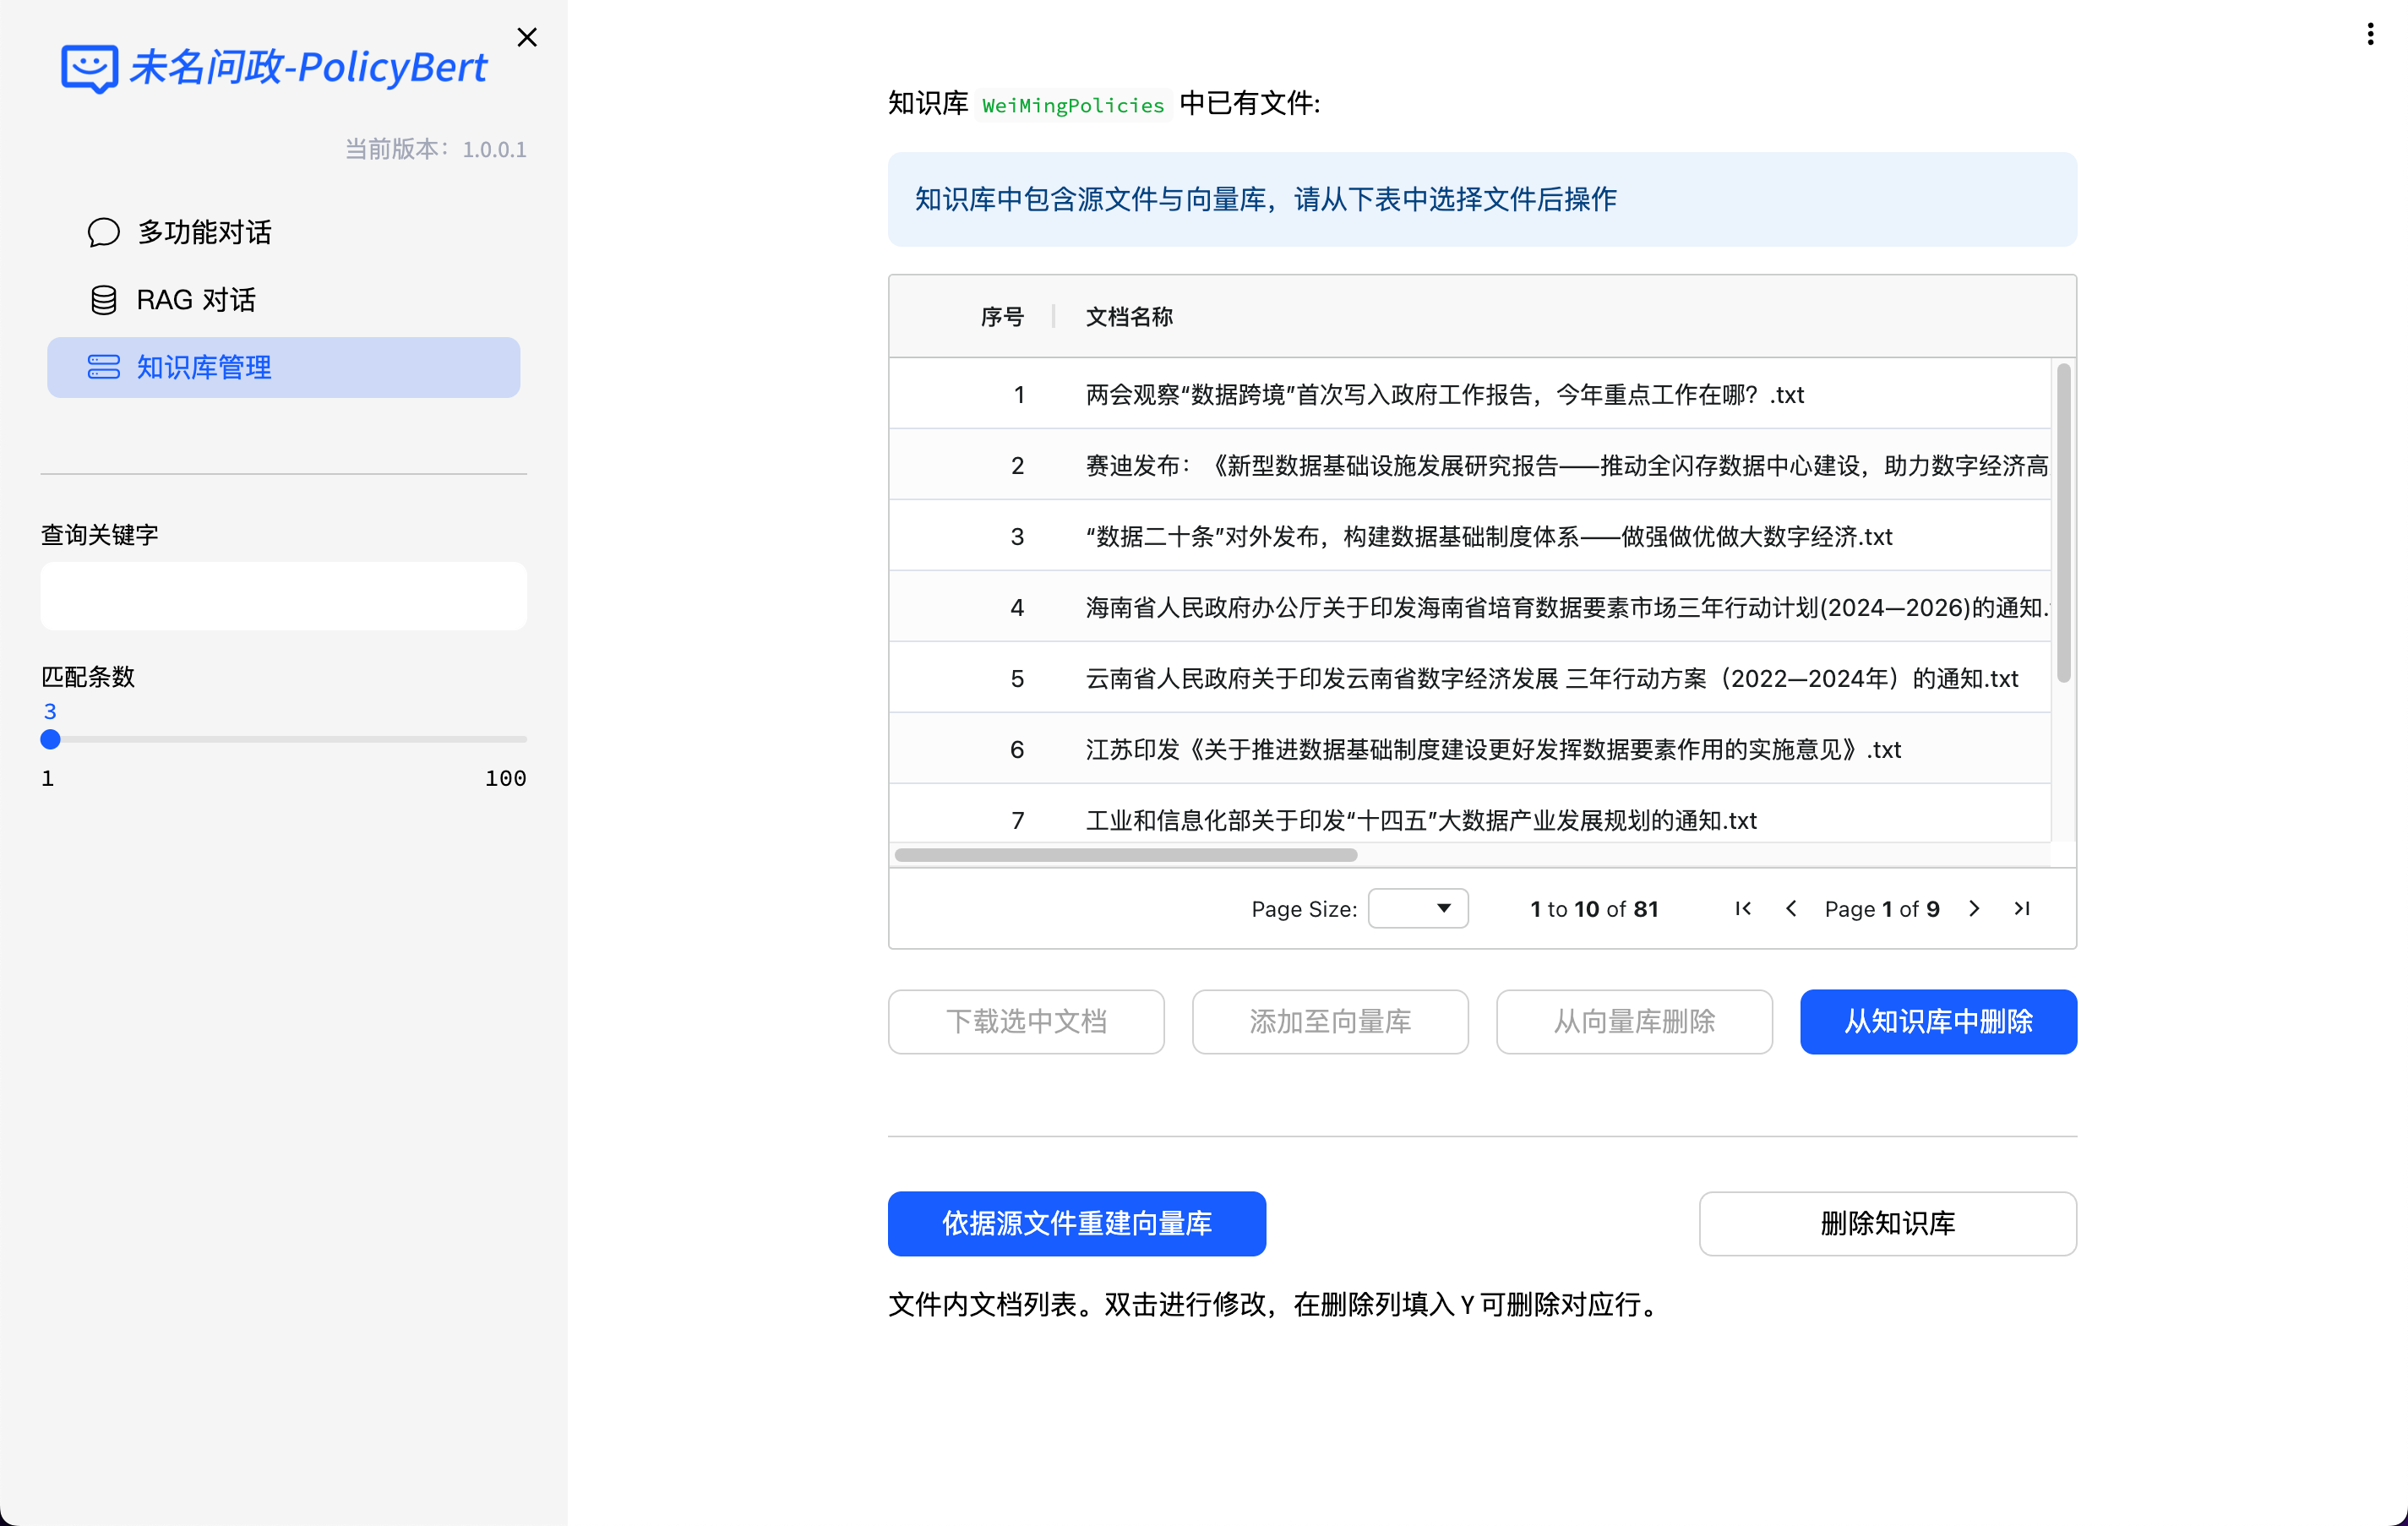 未名问政-PolicyBert
当前版本：1.0.0.1
多功能对话
RAG 对话
知识库管理
查询关键字
匹配条数
3
1 100
知识库 WeiMingPolicies 中已有文件:
知识库中包含源文件与向量库，请从下表中选择文件后操作
序号 文档名称
1 两会观察“数据跨境”首次写入政府工作报告，今年重点工作在哪？.txt
2 赛迪发布：《新型数据基础设施发展研究报告——推动全闪存数据中心建设，助力数字经济高
3 “数据二十条”对外发布，构建数据基础制度体系——做强做优做大数字经济.txt
4 海南省人民政府办公厅关于印发海南省培育数据要素市场三年行动计划(2024—2026)的通知.
5 云南省人民政府关于印发云南省数字经济发展 三年行动方案（2022—2024年）的通知.txt
6 江苏印发《关于推进数据基础制度建设更好发挥数据要素作用的实施意见》.txt
7 工业和信息化部关于印发“十四五”大数据产业发展规划的通知.txt
Page Size: 1 to 10 of 81 Page 1 of 9
下载选中文档 添加至向量库 从向量库删除 从知识库中删除
依据源文件重建向量库 删除知识库
文件内文档列表。双击进行修改，在删除列填入 Y 可删除对应行。